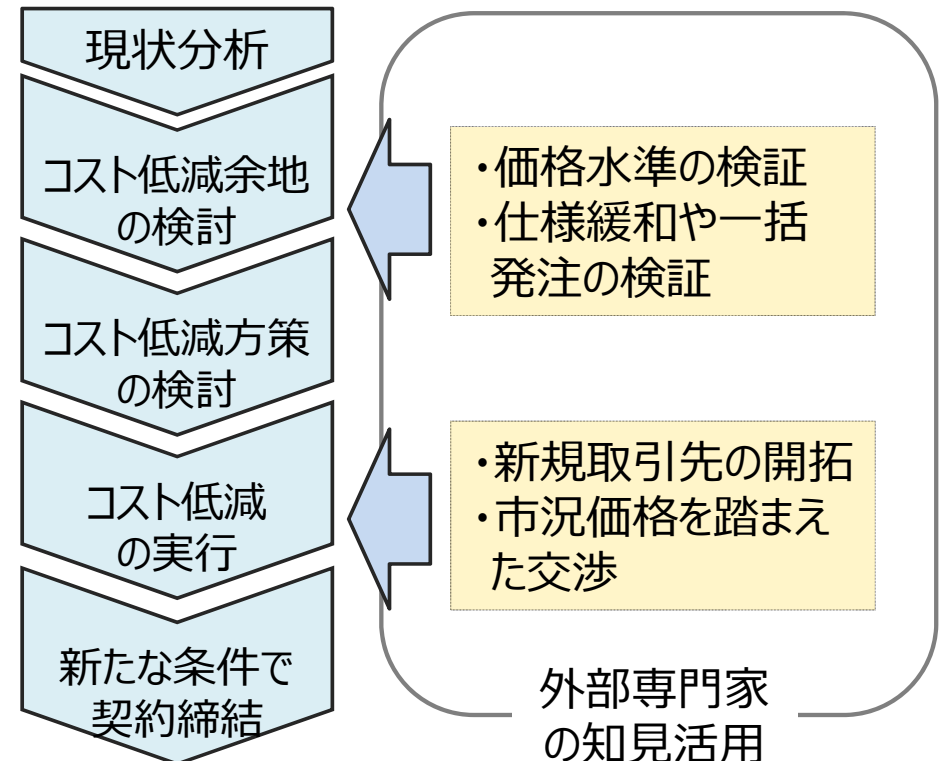 現状分析
コスト低減余地
の検討
コスト低減方策
の検討
コスト低減
の実行
新たな条件で
契約締結
・価格水準の検証
・仕様緩和や一括
発注の検証
・新規取引先の開拓
・市況価格を踏まえ
た交渉
外部専門家
の知見活用